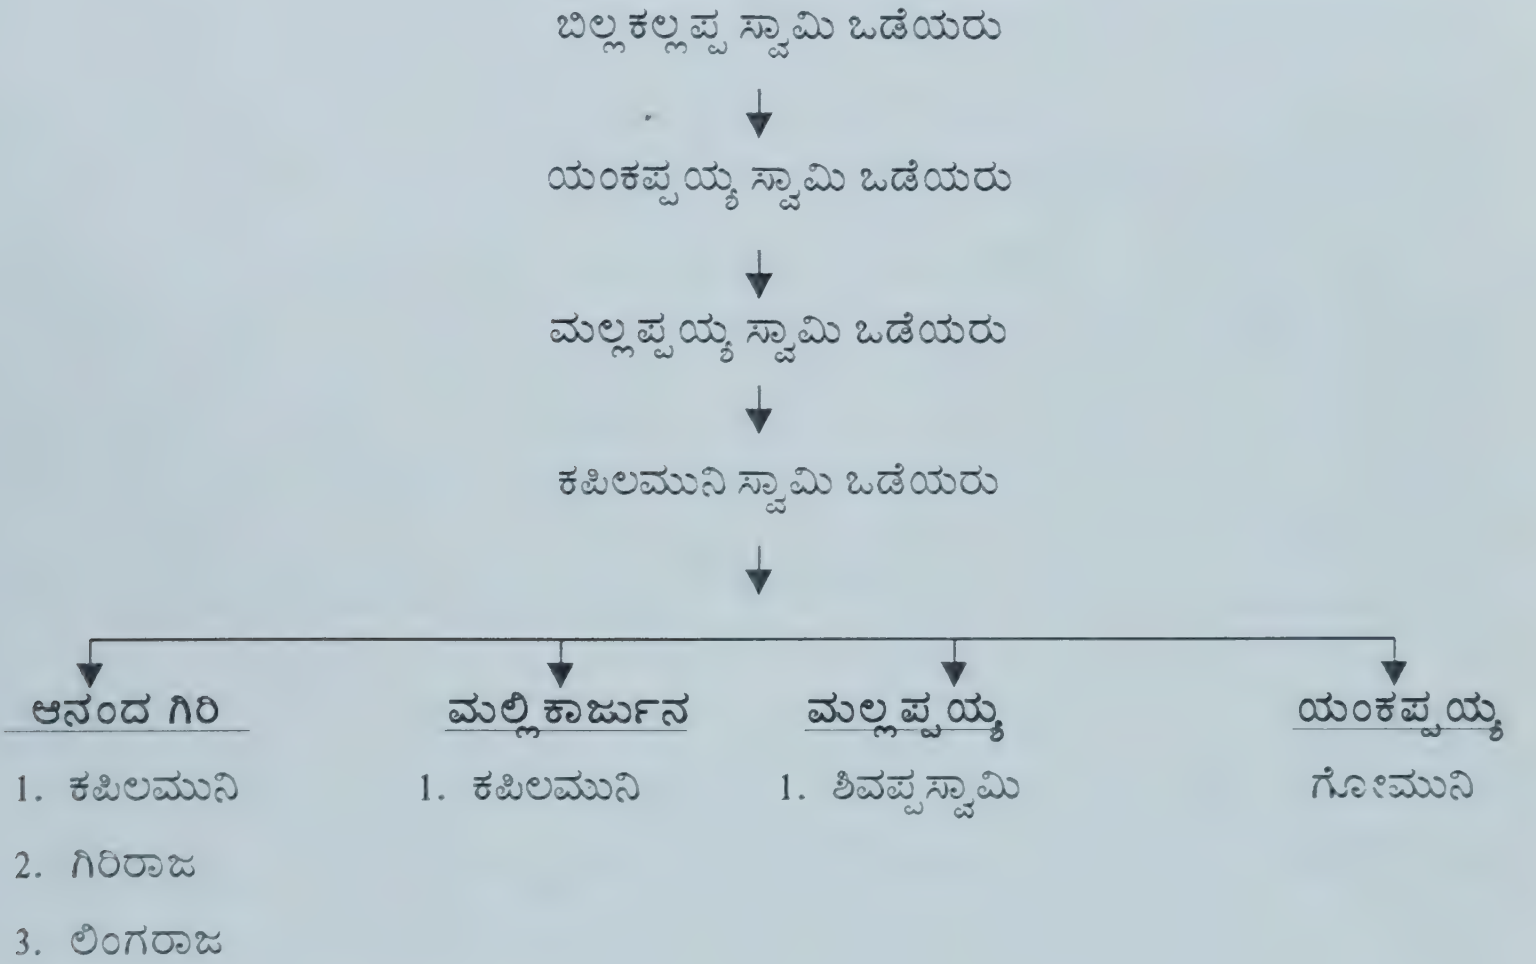 ಬಿಲ್ಲಕಲ್ಲಪ್ಪ ಸ್ವಾಮಿ ಒಡೆಯರು
ಯಂಕಪ್ಪಯ್ಯ ಸ್ವಾಮಿ ಒಡೆಯರು
ಮಲ್ಲಪ್ಪಯ್ಯ ಸ್ವಾಮಿ ಒಡೆಯರು
ಕಪಿಲಮುನಿ ಸ್ವಾಮಿ ಒಡೆಯರು
ಆನಂದ ಗಿರಿ ಮಲ್ಲಿಕಾರ್ಜುನ ಮಲ್ಲಪ್ಪಯ್ಯ ಯಂಕಪ್ಪಯ್ಯ
1. ಕಪಿಲಮುನಿ 1. ಕಪಿಲಮುನಿ 1. ಶಿವಪ್ಪಸ್ವಾಮಿ ಗೋಮುನಿ
2. ಗಿರಿರಾಜ
3. ಲಿಂಗರಾಜ